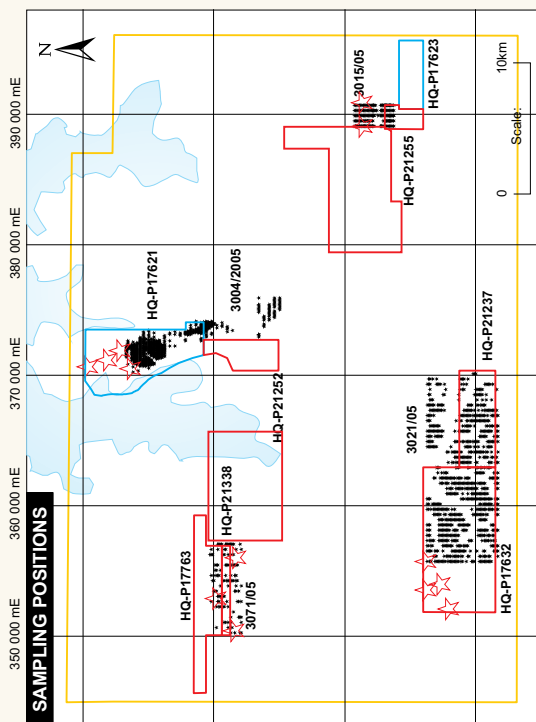 SAMPLING POSITIONS
350 000 mE
360 000 mE
370 000 mE
380 000 mE
390 000 mE
N
HQ-P17763
HQ-P21338
3071/05
HQ-P21252
HQ-P17621
3004/2005
HQ-P21255
3015/05
HQ-P17623
HQ-P17632
3021/05
HQ-P21237
Scale:
0
10km